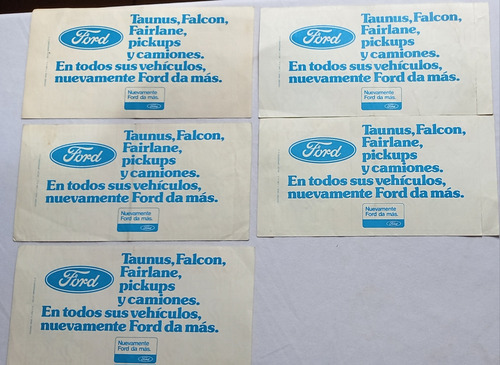 Ford
Taunus, Falcon,
Fairlane,
pickups
y camiones.
En todos sus vehículos,
nuevamente Ford da más.
Nuevamente
Ford da más.
Ford
Ford
Taunus, Falcon,
Fairlane,
pickups
y camiones.
En todos sus vehículos,
nuevamente Ford da más.
Nuevamente
Ford da más.
Ford
Ford
Taunus, Falcon,
Fairlane,
pickups
y camiones.
En todos sus vehículos,
nuevamente Ford da más.
Nuevamente
Ford da más.
Ford
Ford
Taunus, Falcon,
Fairlane,
pickups
y camiones.
En todos sus vehículos,
nuevamente Ford da más.
Nuevamente
Ford da más.
Ford
Ford
Taunus, Falcon,
Fairlane,
pickups
y camiones.
En todos sus vehículos,
nuevamente Ford da más.
Nuevamente
Ford da más.
Ford